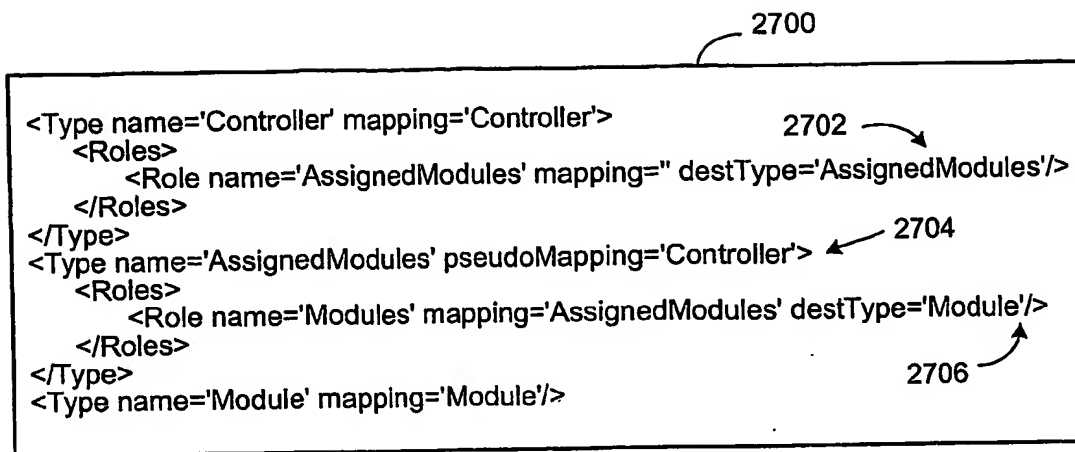 2700
<Type name='Controller' mapping='Controller'>
2702
<Roles>
<Role name='AssignedModules' mapping='' destType='AssignedModules'/>
</Roles>
</Type>
2704
<Type name='AssignedModules' pseudoMapping='Controller'>
<Roles>
<Role name='Modules' mapping='AssignedModules' destType='Module'/>
</Roles>
</Type>
2706
<Type name='Module' mapping='Module'/>